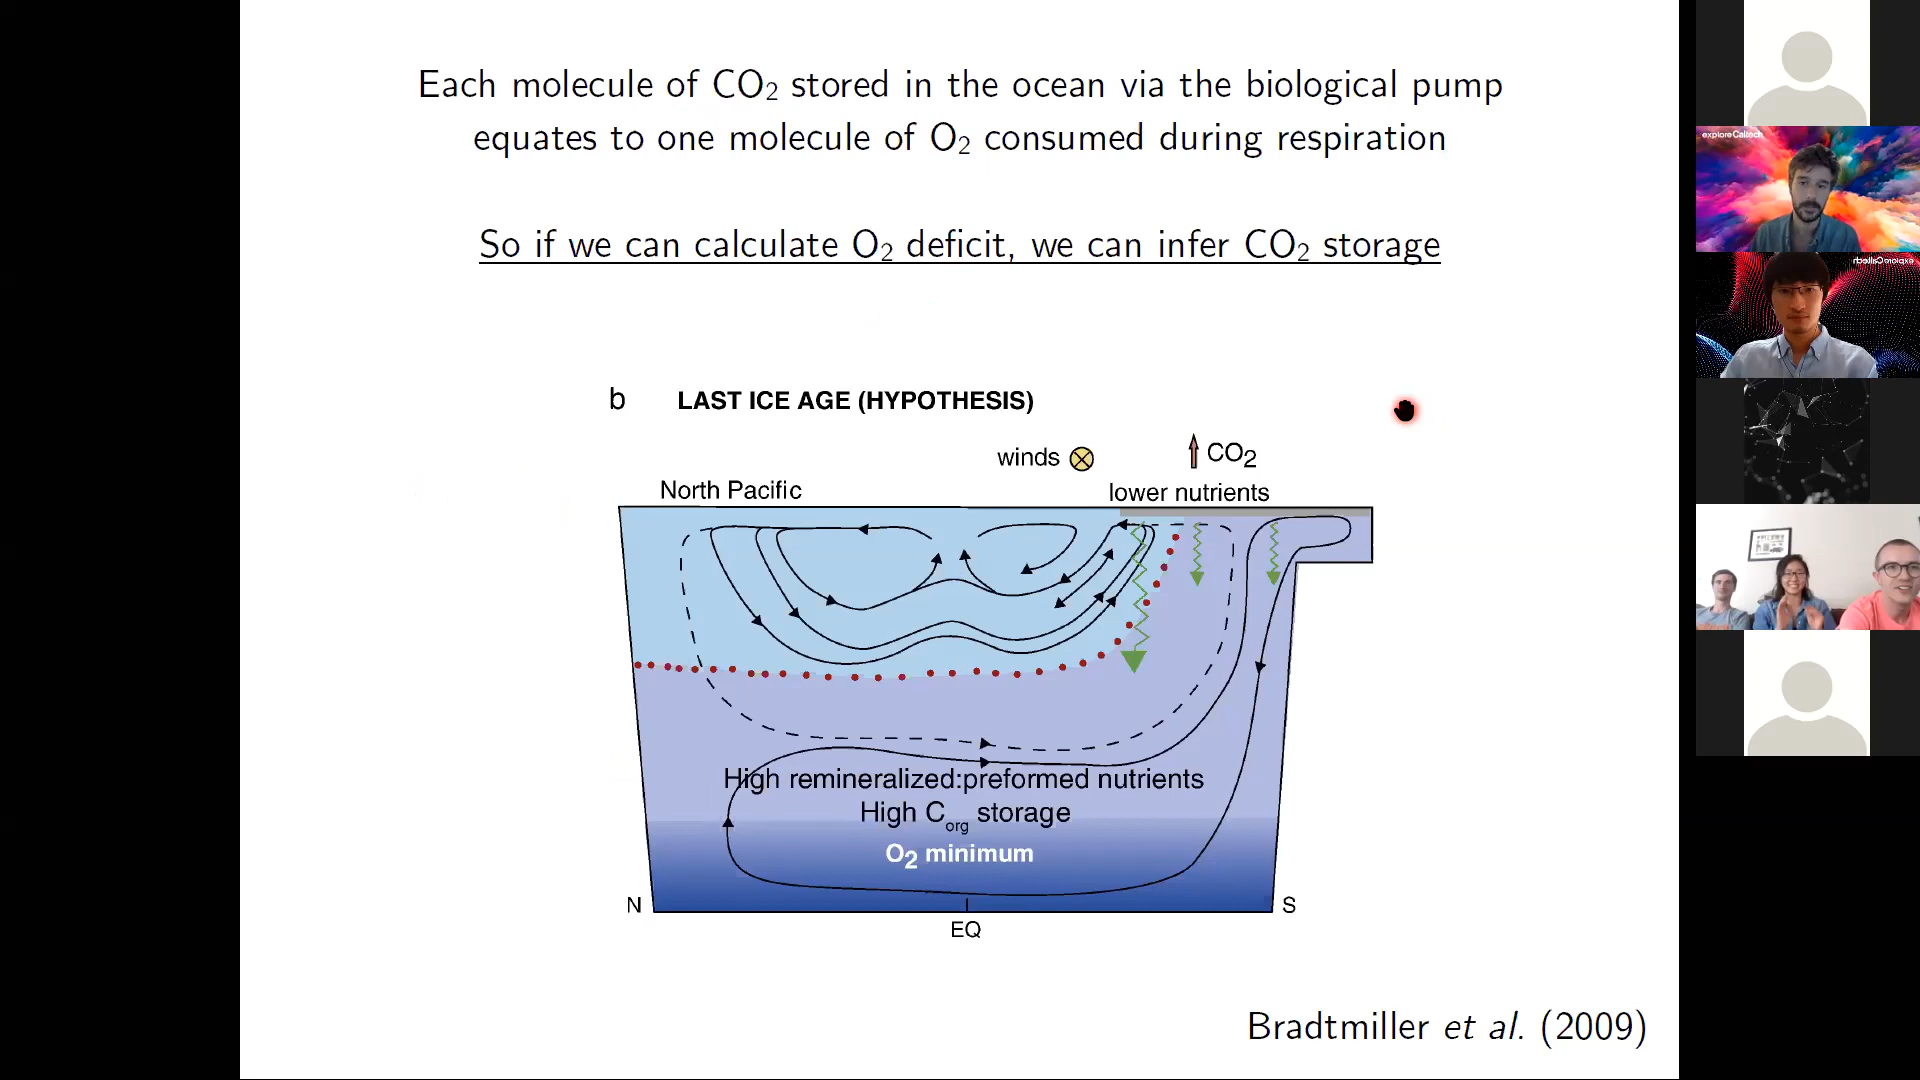 Each molecule of CO₂ stored in the ocean via the biological pump
equates to one molecule of O₂ consumed during respiration
So if we can calculate O₂ deficit, we can infer CO₂ storage
b LAST ICE AGE (HYPOTHESIS)
winds
CO₂
North Pacific
lower nutrients
High remineralized:preformed nutrients
High Corg storage
O₂ minimum
N
S
EQ
Bradtmiller et al. (2009)
exploreCaltech
exploreCaltech